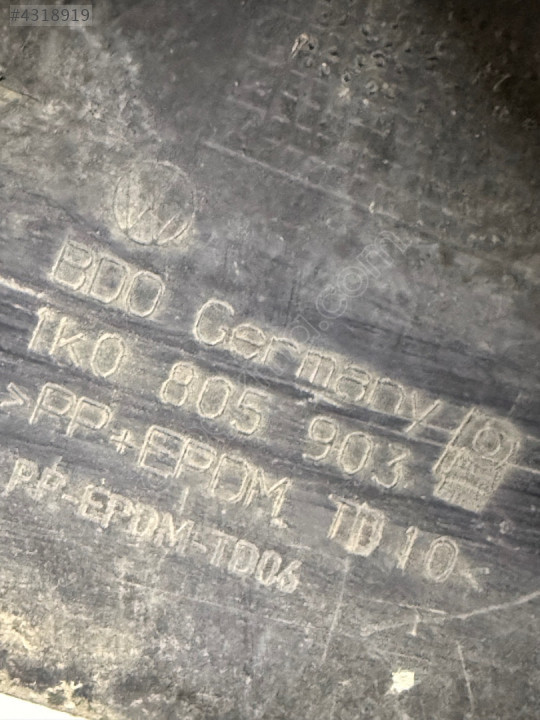 #4318919
BDO Germany
1K0 805 903
>PP+EPDM TD10<
PP-EPDM-TD06